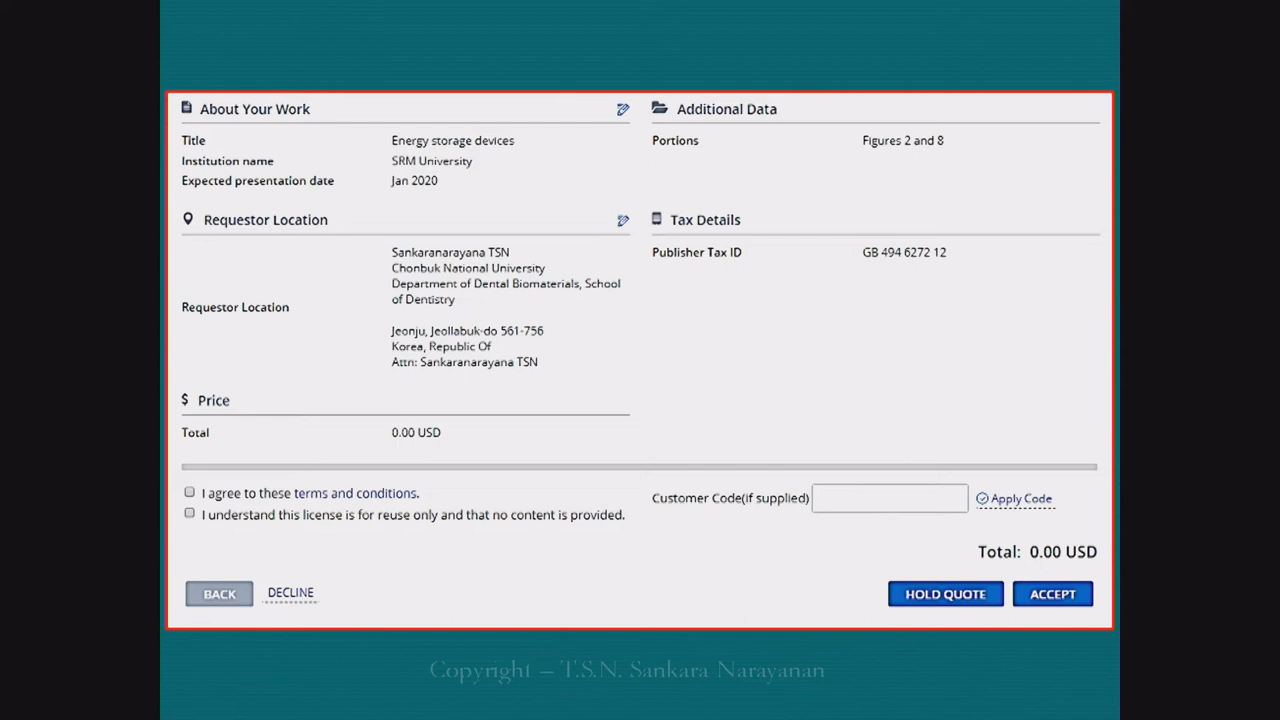 About Your Work
Title Energy storage devices
Institution name SRM University
Expected presentation date Jan 2020
Additional Data
Portions Figures 2 and 8
Requestor Location
Requestor Location
Sankaranarayana TSN
Chonbuk National University
Department of Dental Biomaterials, School
of Dentistry
Jeonju, Jeollabuk-do 561-756
Korea, Republic Of
Attn: Sankaranarayana TSN
Tax Details
Publisher Tax ID GB 494 6272 12
$ Price
Total 0.00 USD
I agree to these terms and conditions.
I understand this license is for reuse only and that no content is provided.
Customer Code(if supplied) Apply Code
Total: 0.00 USD
BACK DECLINE HOLD QUOTE ACCEPT
Copyright – T.S.N. Sankara Narayanan